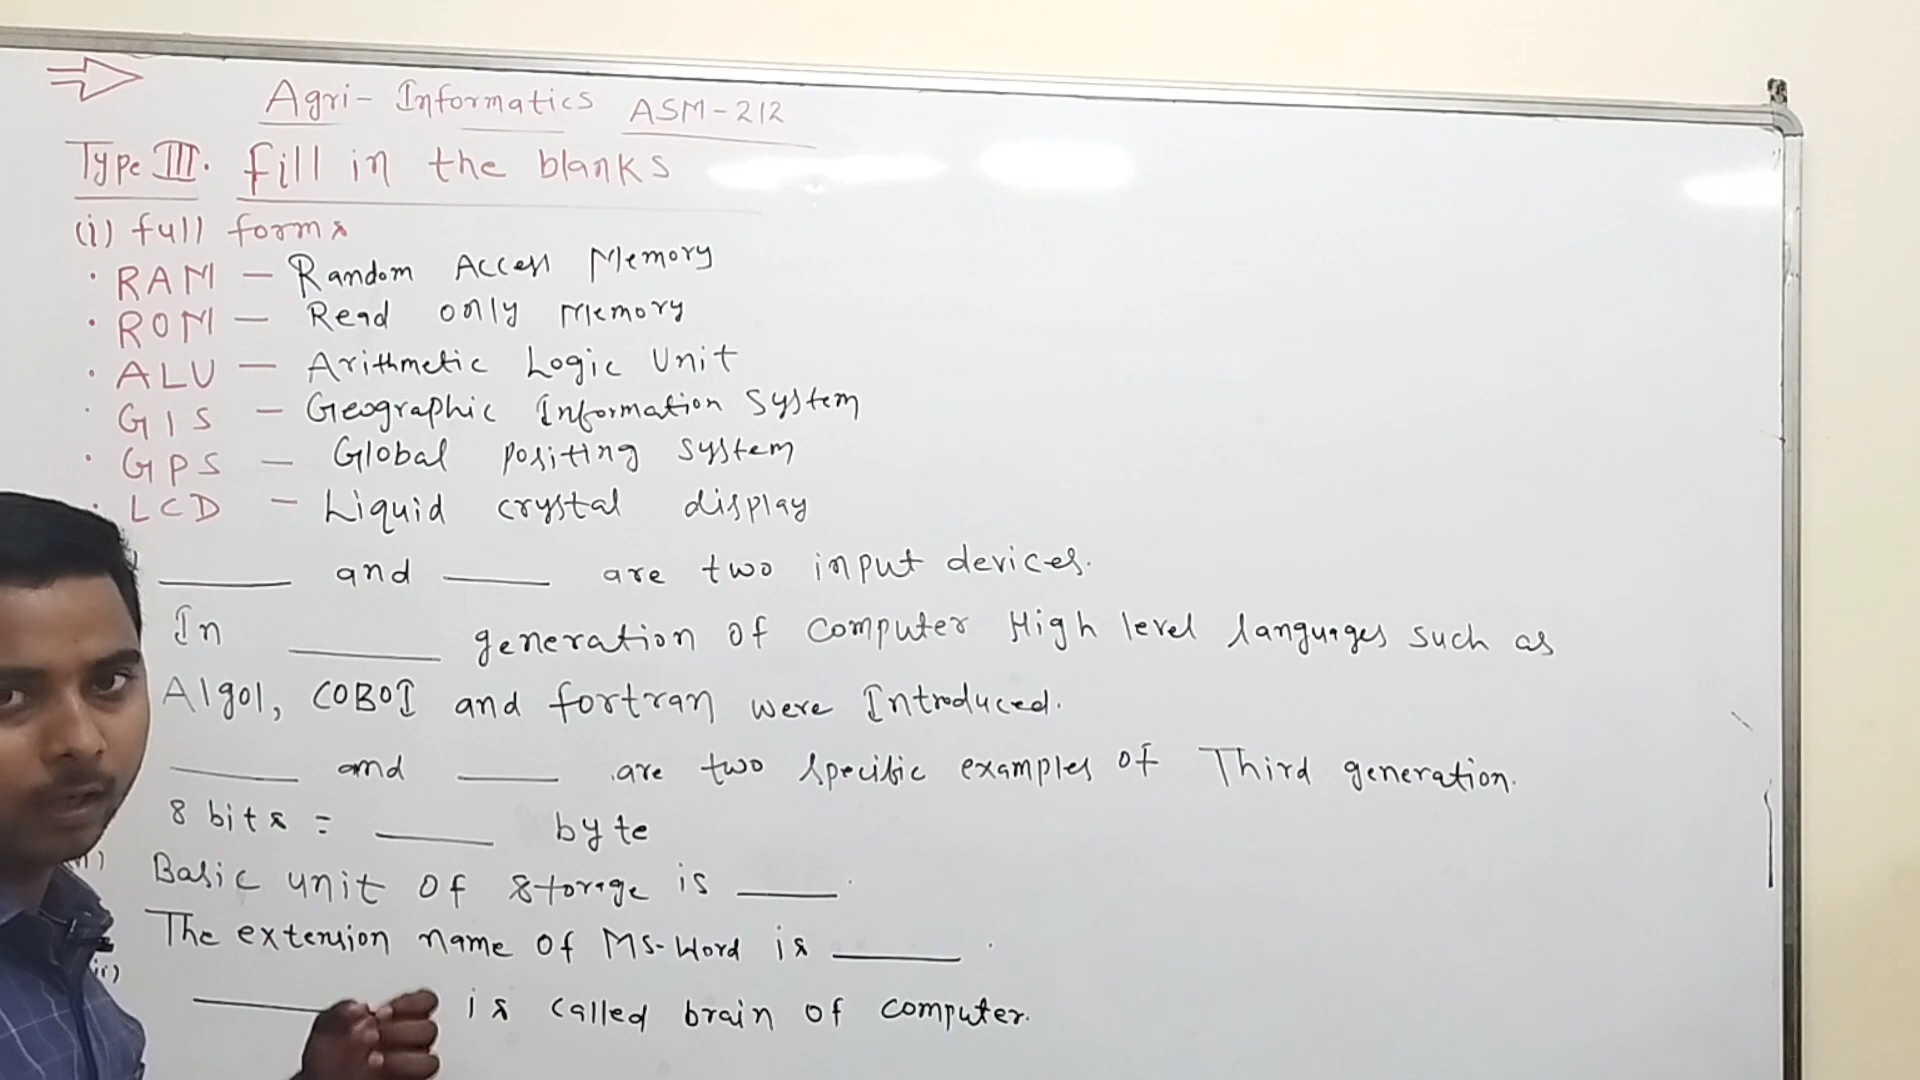 Agri-Informatics ASM-212
Type III. fill in the blanks
(i) full forms
· RAM — Random Access Memory
· ROM — Read only Memory
· ALU — Arithmetic Logic Unit
· GIS — Geographic Information System
· GPS — Global positing system
· LCD — Liquid crystal display
_____ and _____ are two input devices.
In _____ generation of computer High level languages such as
Algol, COBOl and fortran were Introduced.
_____ and _____ are two specific examples of Third generation.
8 bits = _____ byte
Basic unit of storage is _____.
The extension name of MS-Word is _____.
_____ is called brain of computer.